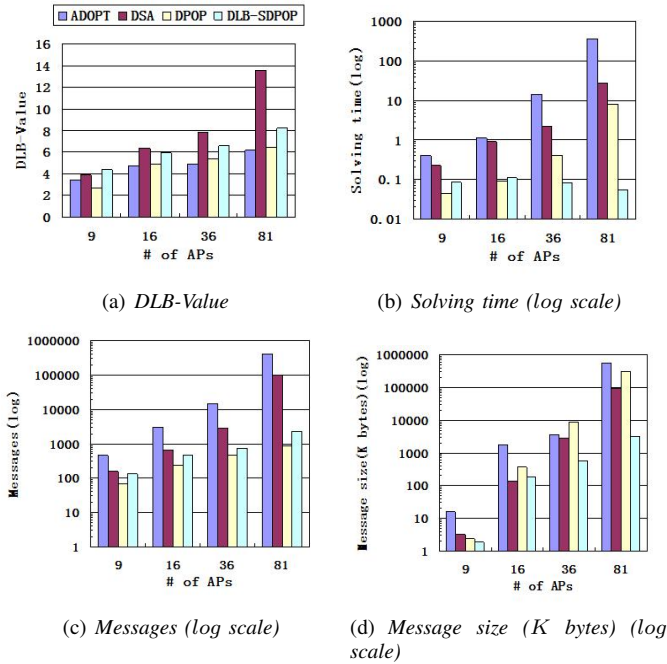 ADOPT DSA DPOP DLB-SDPOP
DLB-Value
16
14
12
10
8
6
4
2
0
9 16 36 81
# of APs
(a) DLB-Value
Solving time(log)
1000
100
10
1
0.1
0.01
9 16 36 81
# of APs
(b) Solving time (log scale)
Messages(log)
1000000
100000
10000
1000
100
10
1
9 16 36 81
# of APs
(c) Messages (log scale)
Message size(K bytes)(log)
1000000
100000
10000
1000
100
10
1
9 16 36 81
# of APs
(d) Message size (K bytes) (log
scale)